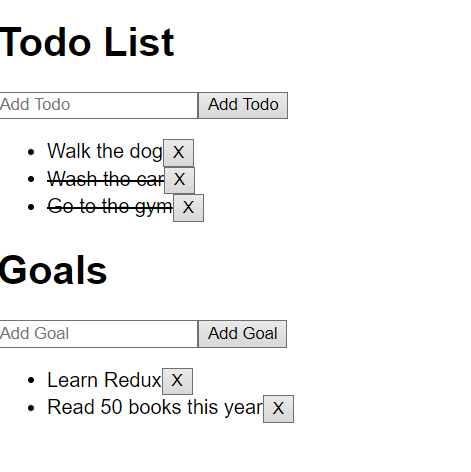 Todo List
Add Todo Add Todo
Walk the dog X
Wash the car X
Go to the gym X
Goals
Add Goal Add Goal
Learn Redux X
Read 50 books this year X